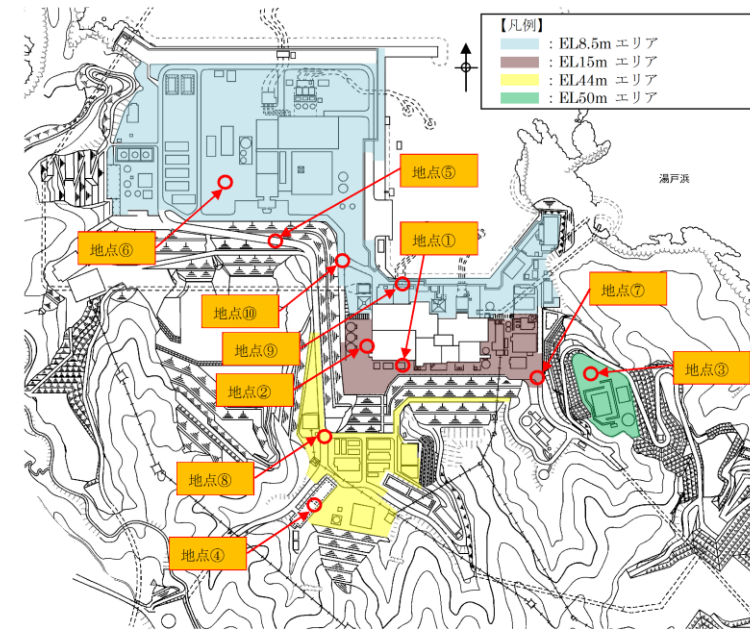 【凡例】
：EL8.5m エリア
：EL15m エリア
：EL44m エリア
：EL50m エリア
湯戸浜
地点⑤
地点⑥
地点①
地点⑩
地点⑦
地点⑨
地点②
地点③
地点⑧
地点④